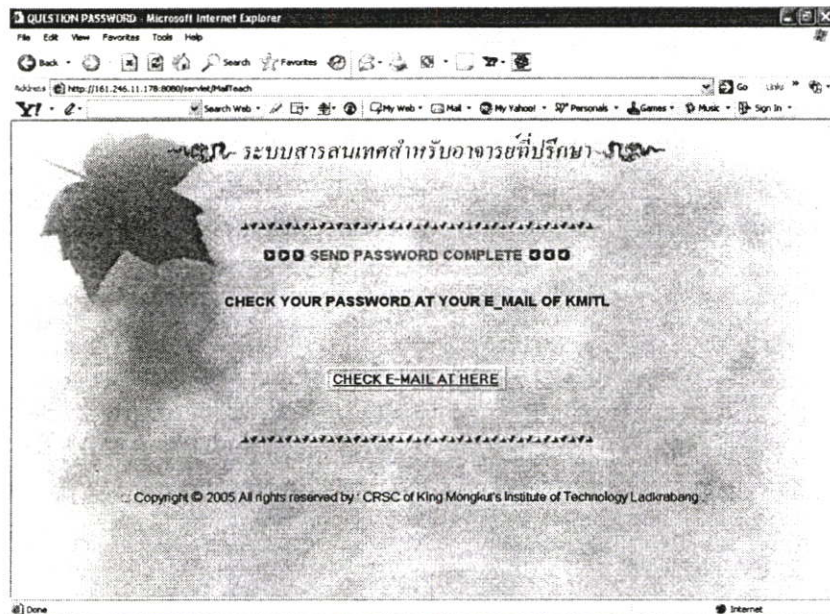 QUESTION PASSWORD - Microsoft Internet Explorer
File Edit View Favorites Tools Help
Back Search Favorites
Address http://161.246.11.178:8080/servlet/MailTeach Go Links »
Y! Search Web My Web Mail My Yahoo! Personals Games Music Sign In
ระบบสารสนเทศสำหรับอาจารย์ที่ปรึกษา
SEND PASSWORD COMPLETE
CHECK YOUR PASSWORD AT YOUR E_MAIL OF KMITL
CHECK E-MAIL AT HERE
.:. Copyright © 2005 All rights reserved by : CRSC of King Mongkut's Institute of Technology Ladkrabang .:.
Done Internet